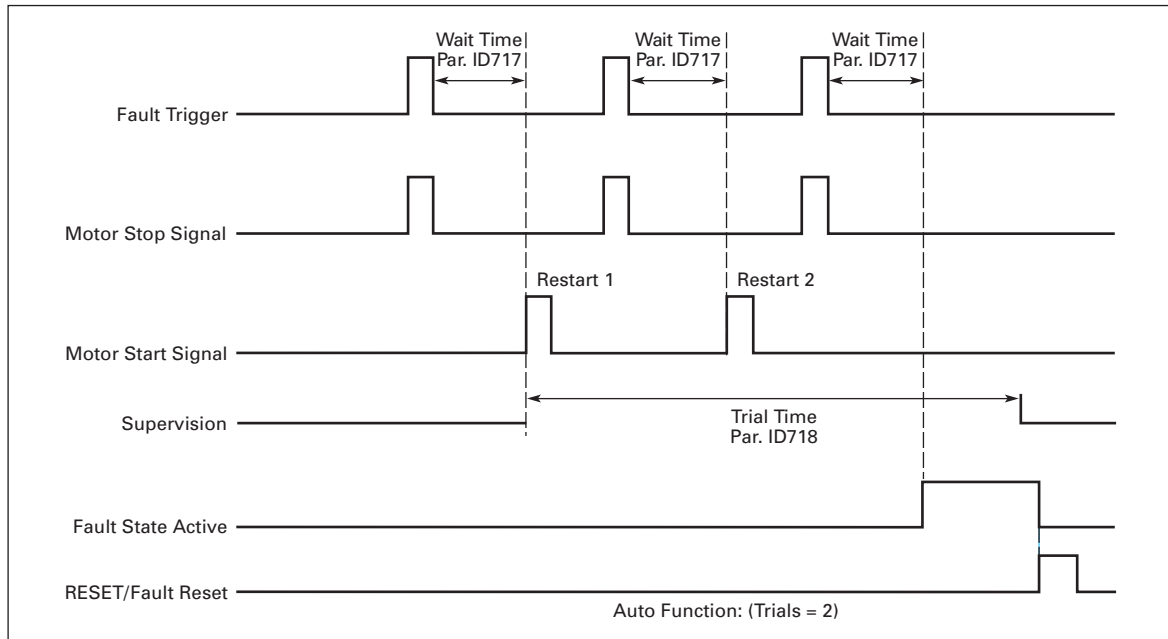 Wait Time
Par. ID717
Wait Time
Par. ID717
Wait Time
Par. ID717
Fault Trigger
Motor Stop Signal
Restart 1
Restart 2
Motor Start Signal
Supervision
Trial Time
Par. ID718
Fault State Active
RESET/Fault Reset
Auto Function: (Trials = 2)